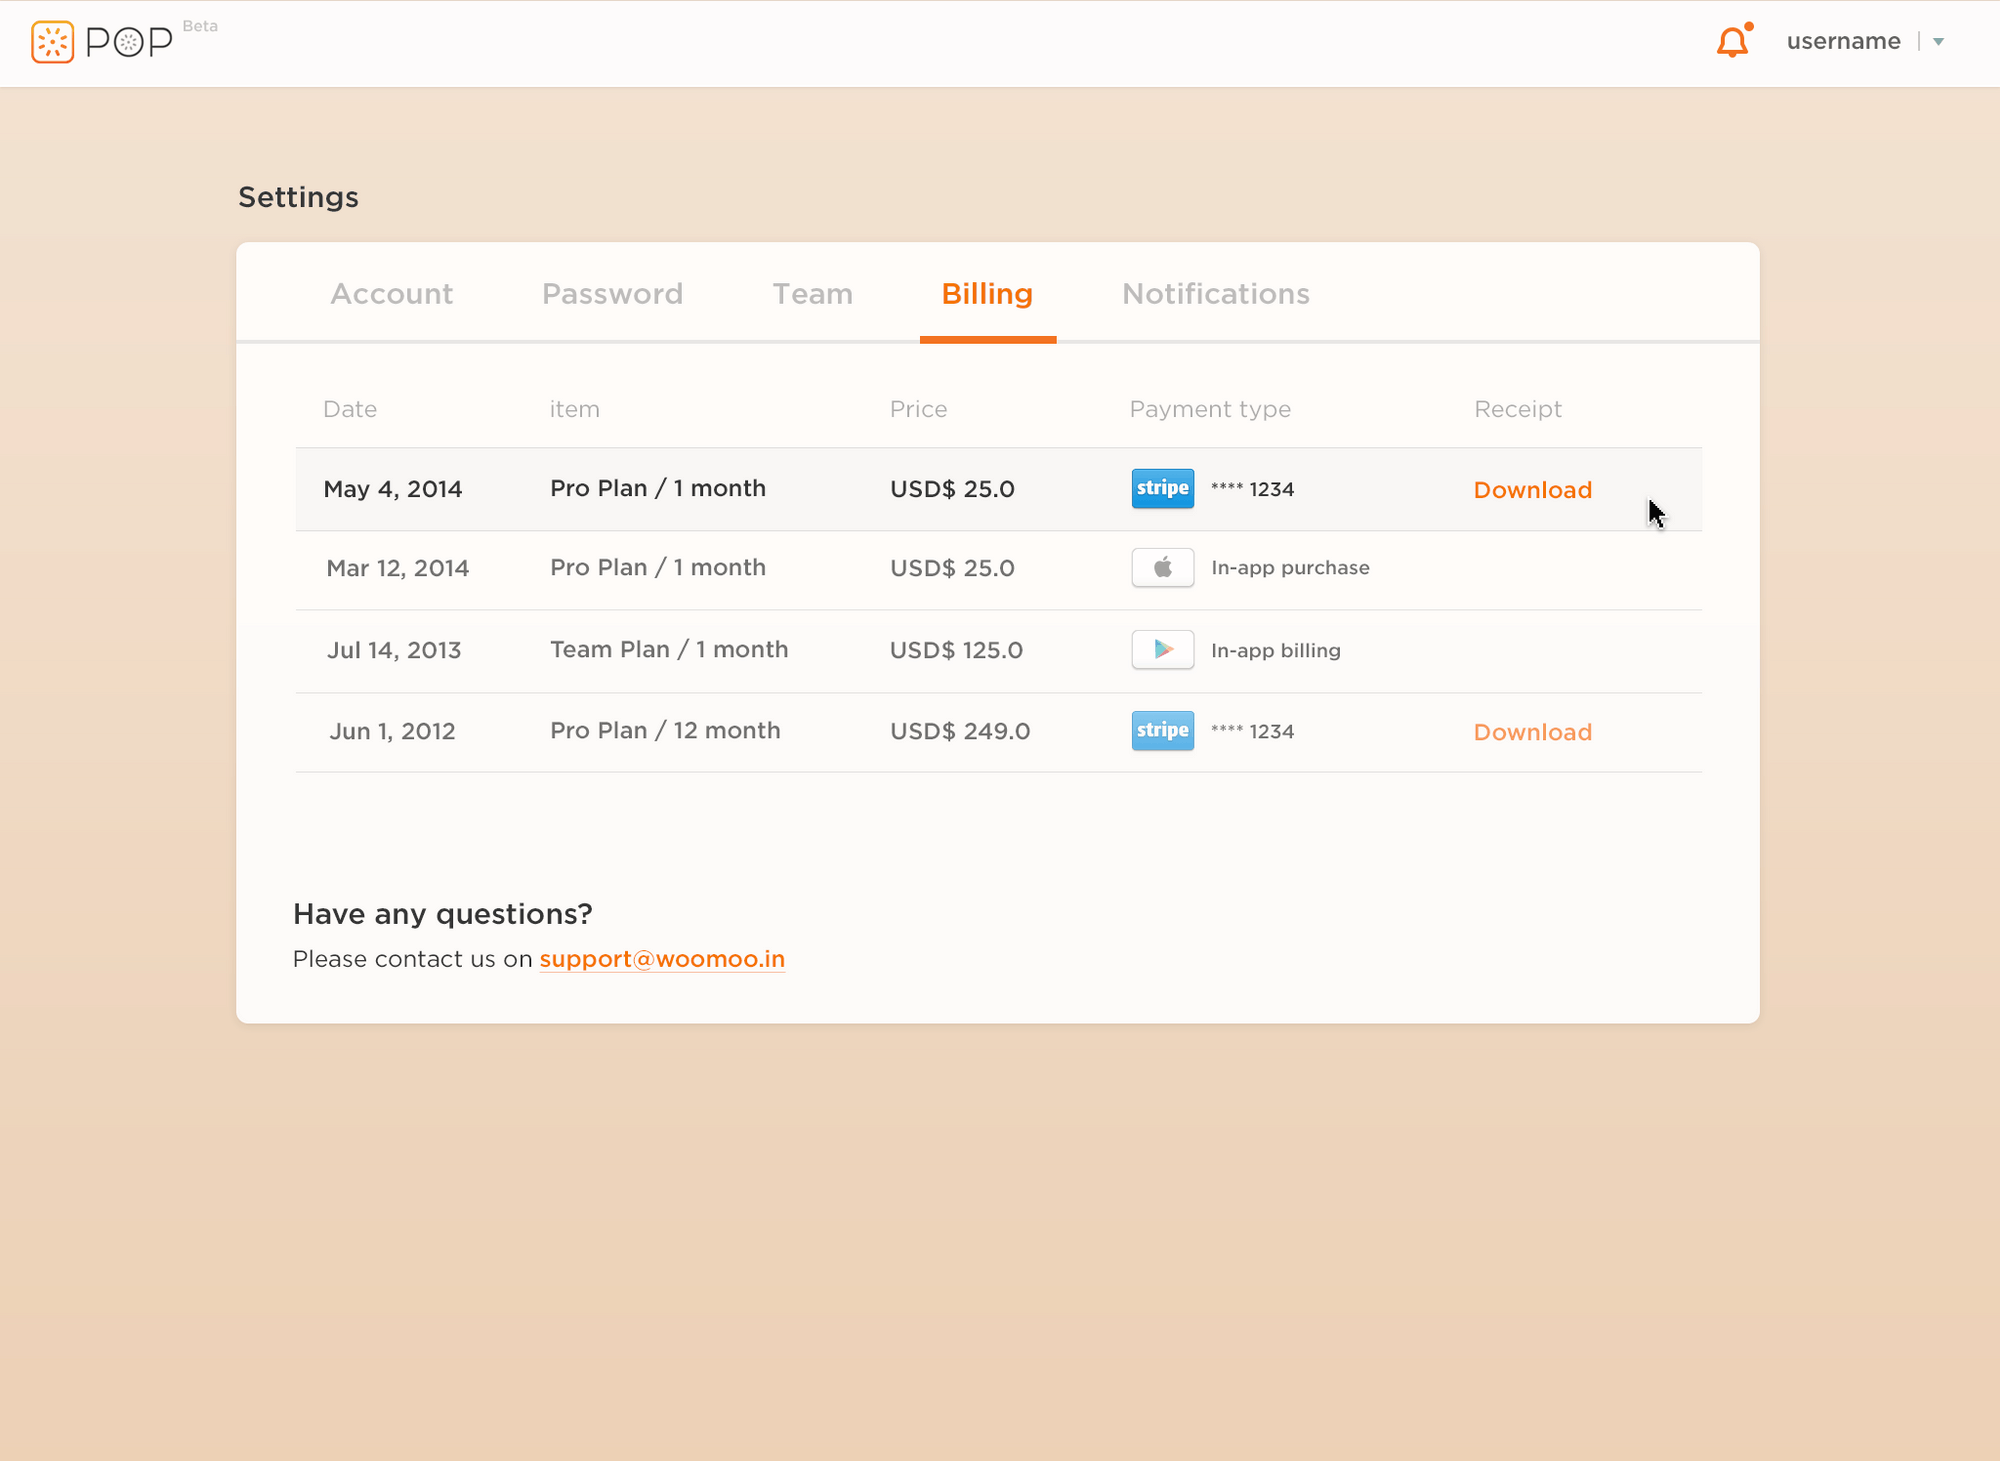 POP Beta
username
Settings
Account Password Team Billing Notifications
Date item Price Payment type Receipt
May 4, 2014 Pro Plan / 1 month USD$ 25.0 stripe **** 1234 Download
Mar 12, 2014 Pro Plan / 1 month USD$ 25.0 In-app purchase
Jul 14, 2013 Team Plan / 1 month USD$ 125.0 In-app billing
Jun 1, 2012 Pro Plan / 12 month USD$ 249.0 stripe **** 1234 Download
Have any questions?
Please contact us on support@woomoo.in